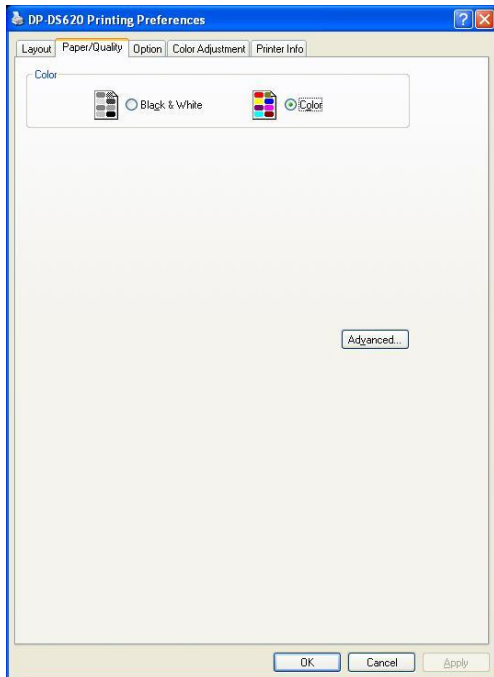 DP-DS620 Printing Preferences
Layout Paper/Quality Option Color Adjustment Printer Info
Color
Black & White Color
Advanced...
OK Cancel Apply